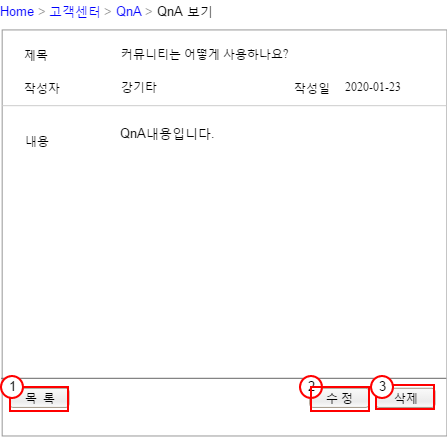 Home > 고객센터 > QnA > QnA 보기
제목 커뮤니티는 어떻게 사용하나요?
작성자 강기타 작성일 2020-01-23
내용 QnA내용입니다.
1 2 3
목 록 수 정 삭제